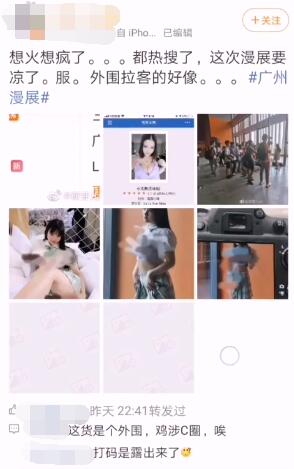 +关注
自 iPho... 已编辑
想火想疯了。。。都热搜了，这次漫展要
凉了。服。外围拉客的好像。。。#广州
漫展#
新
昨天 22:41转发过
这货是个外围，鸡涉C圈，唉
打码是露出来了